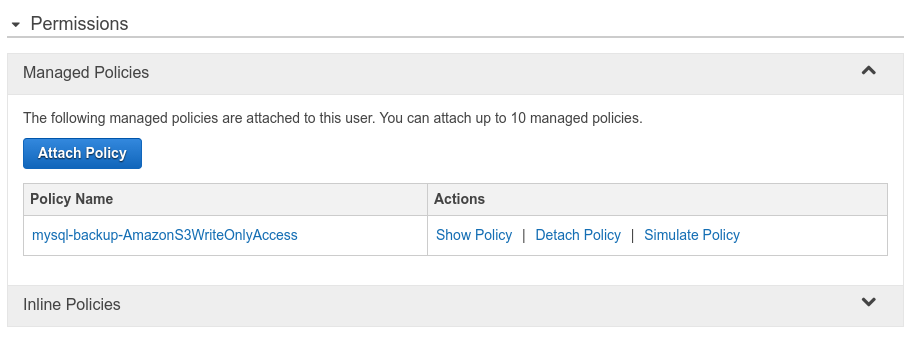 Permissions
Managed Policies
The following managed policies are attached to this user. You can attach up to 10 managed policies.
Attach Policy
Policy Name Actions
mysql-backup-AmazonS3WriteOnlyAccess Show Policy | Detach Policy | Simulate Policy
Inline Policies